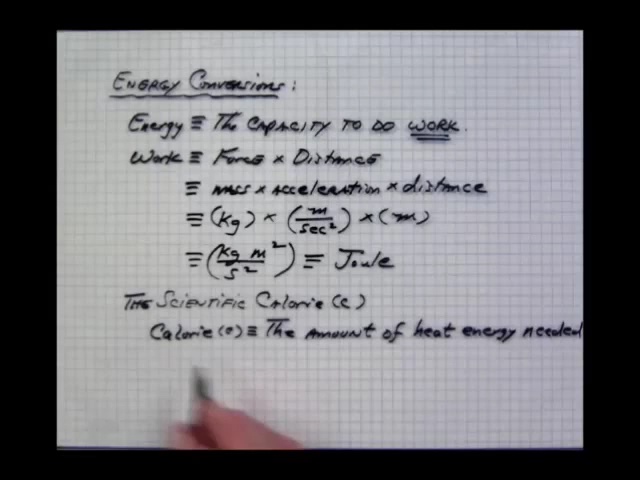 ENERGY CONVERSIONS:
Energy ≡ The CAPACITY TO DO WORK.
Work ≡ Force × Distance
≡ mass × Acceleration × distance
≡ (Kg) × (m/sec²) × (m)
≡ (Kg m²/s²) ≡ Joule
THE SCIENTIFIC CALORIE (c)
Calorie (c) ≡ The Amount of heat energy needed